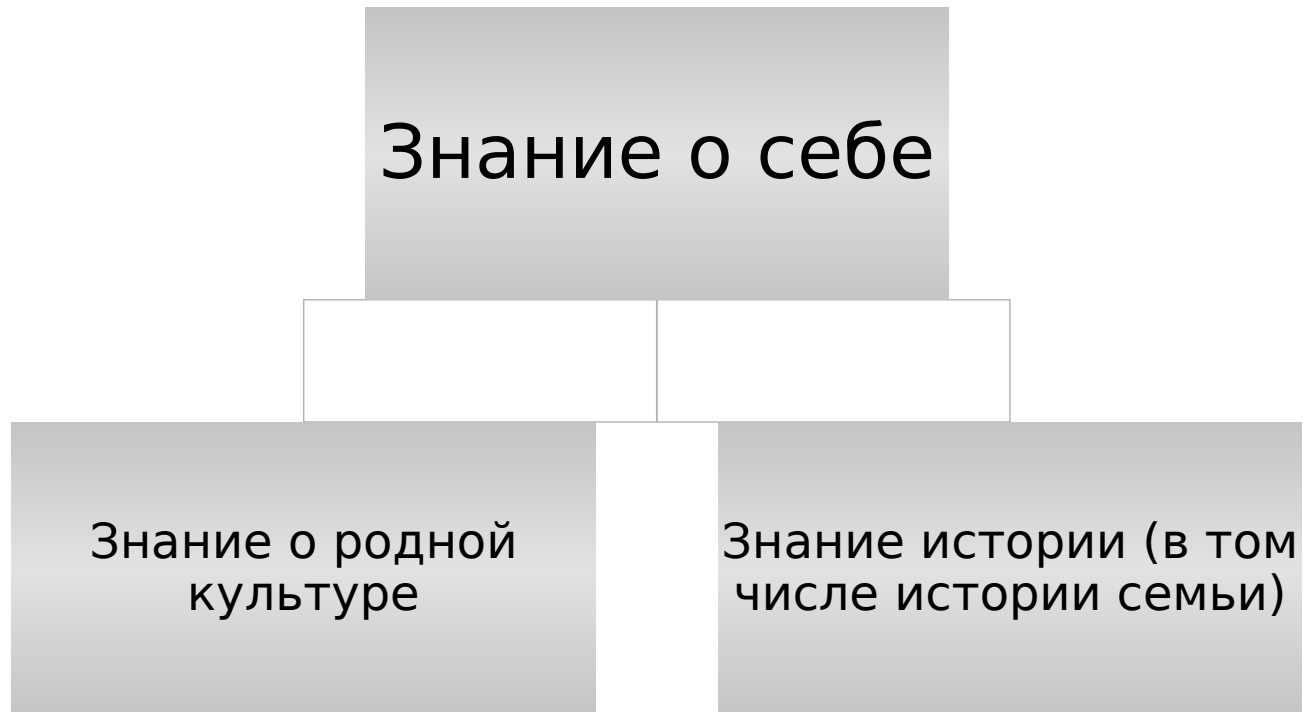 Знание о себе
Знание о родной
культуре
Знание истории (в том
числе истории семьи)